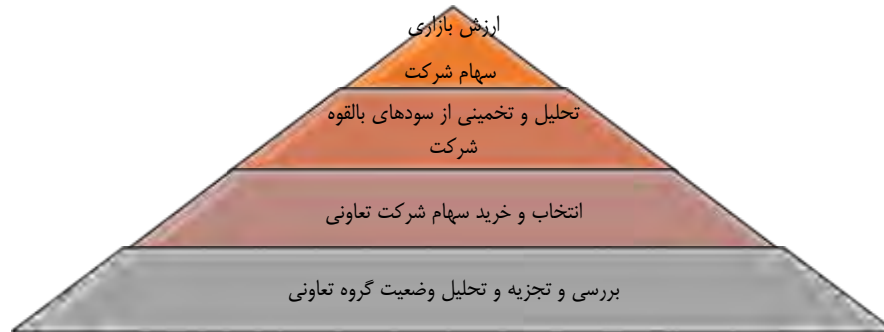 ارزش بازاری
سهام شرکت
تحلیل و تخمینی از سودهای بالقوه
شرکت
انتخاب و خرید سهام شرکت تعاونی
بررسی و تجزیه و تحلیل وضعیت گروه تعاونی